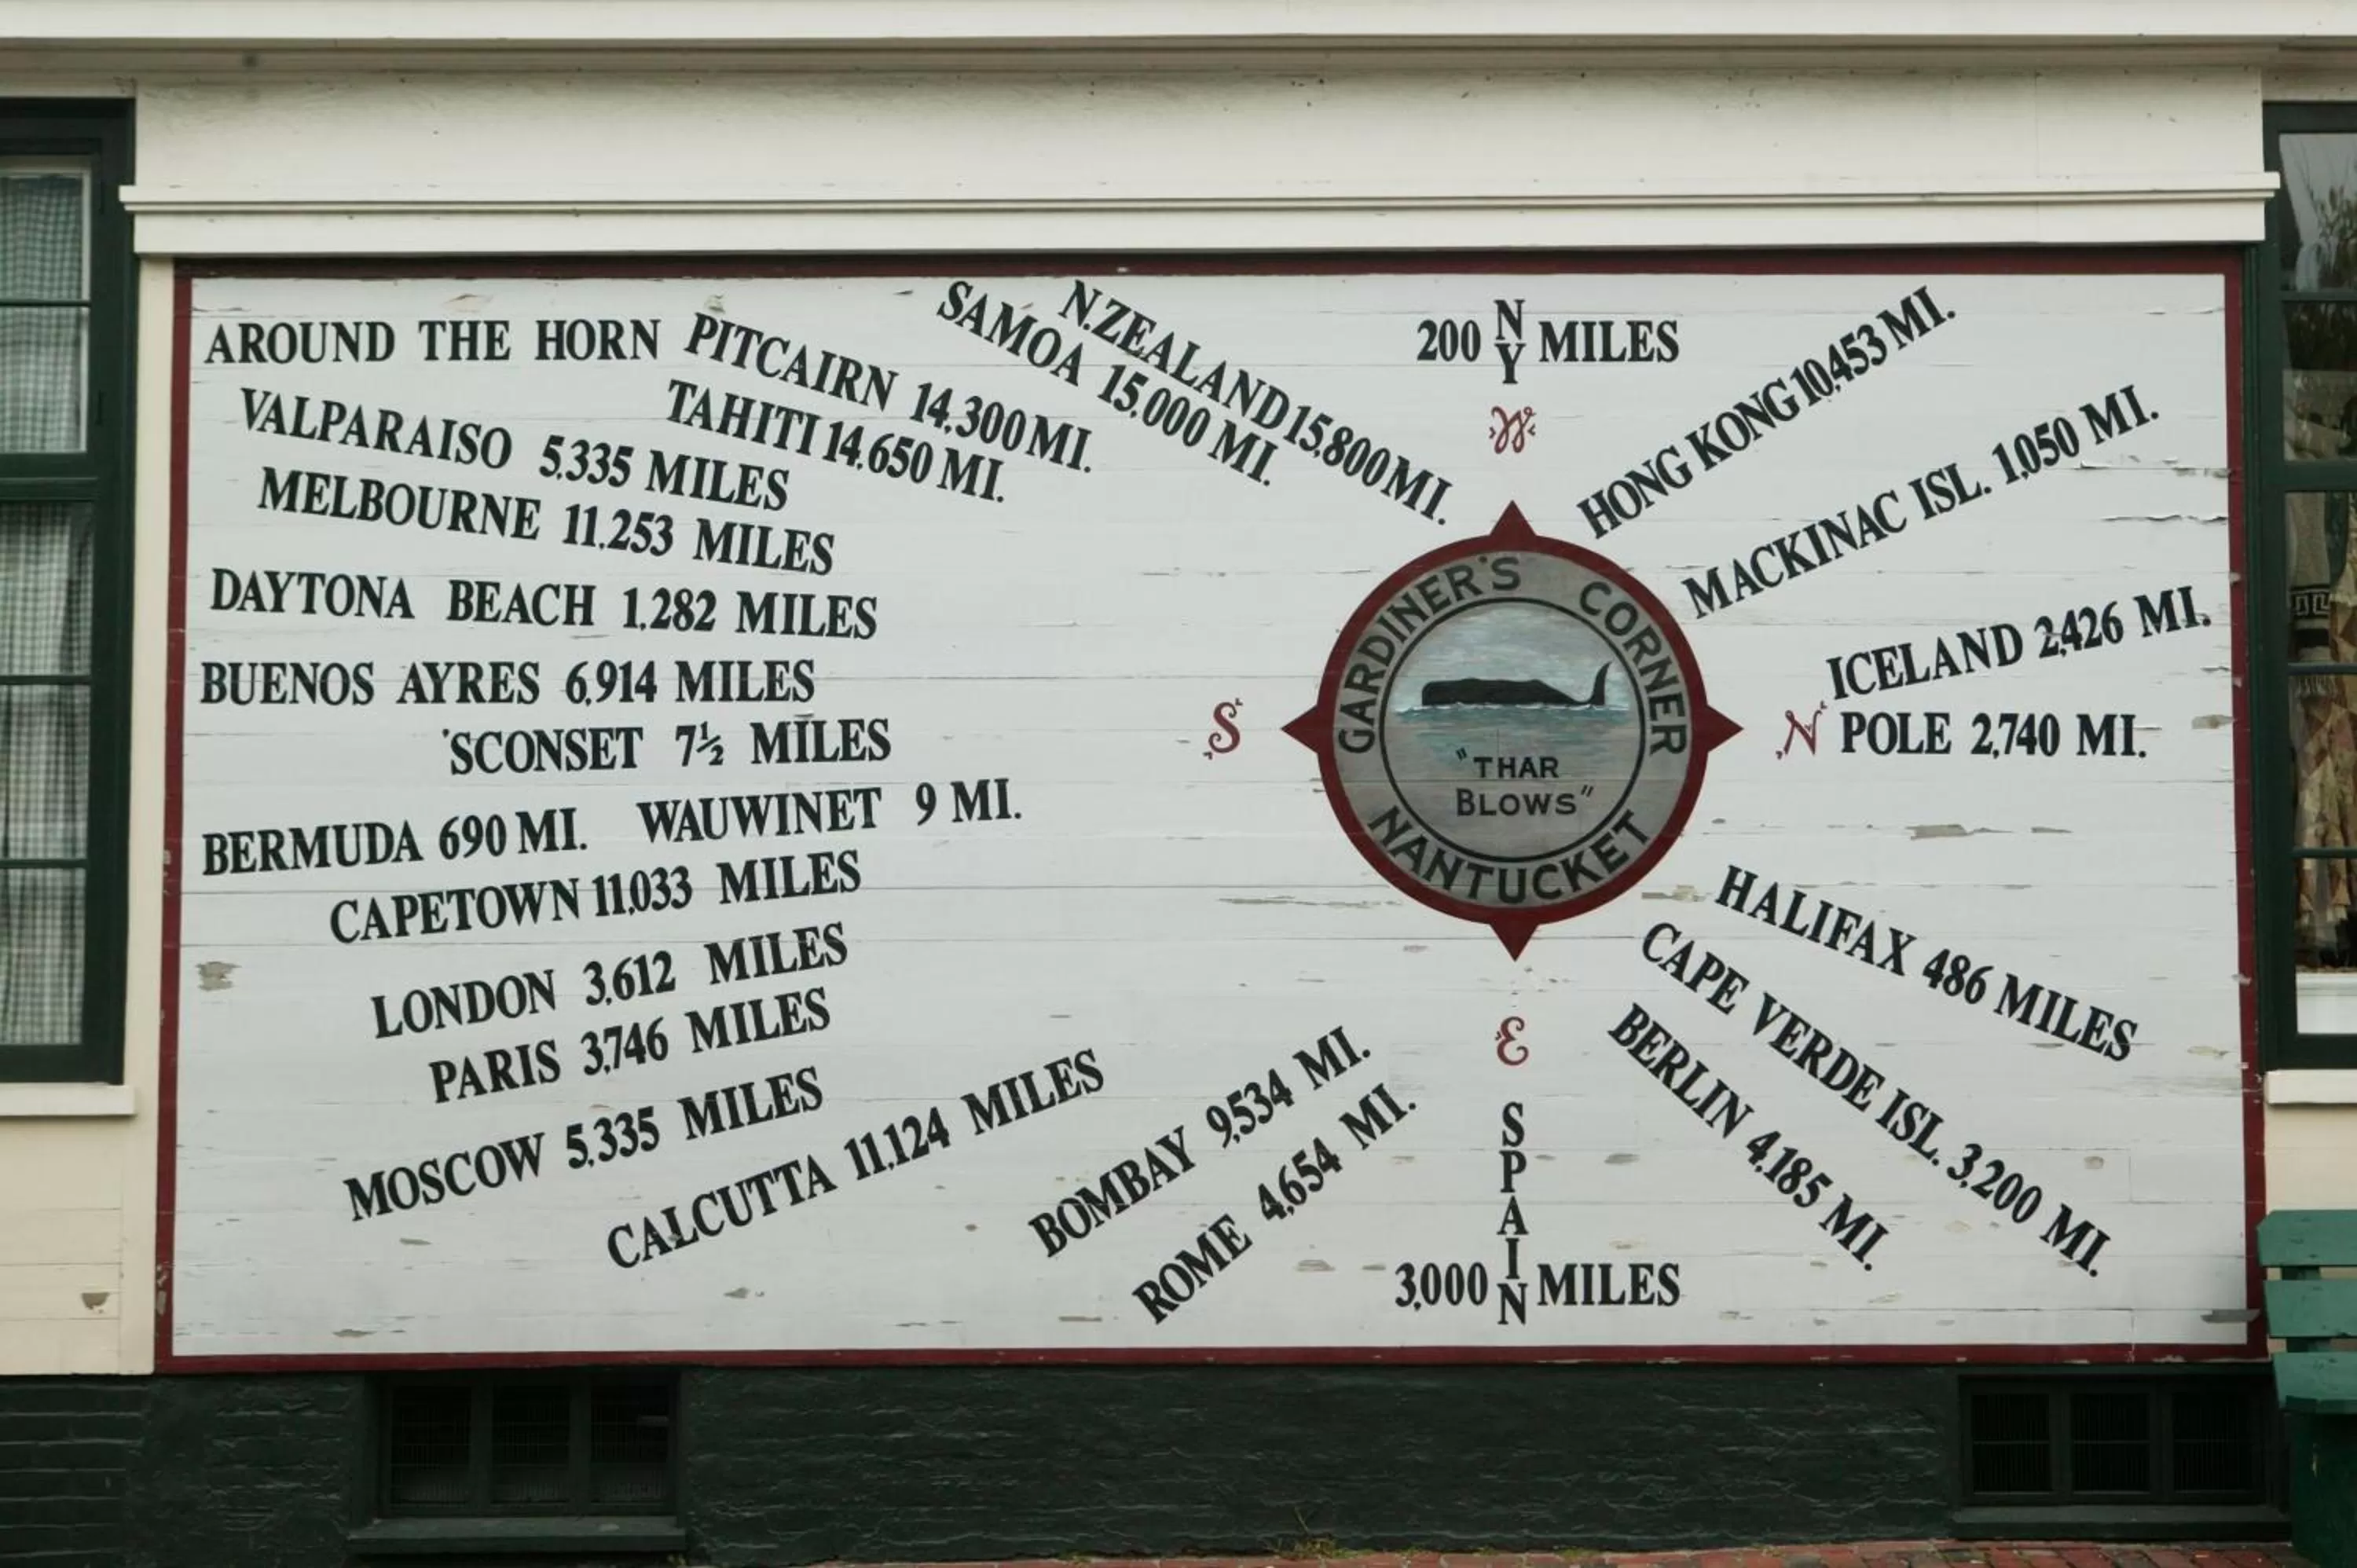 AROUND THE HORN
PITCAIRN 14,300 MI.
TAHITI 14,650 MI.
SAMOA 15,000 MI.
N.ZEALAND 15,800 MI.
VALPARAISO 5,335 MILES
MELBOURNE 11,253 MILES
DAYTONA BEACH 1,282 MILES
BUENOS AYRES 6,914 MILES
'SCONSET 7½ MILES
BERMUDA 690 MI. WAUWINET 9 MI.
CAPETOWN 11,033 MILES
LONDON 3,612 MILES
PARIS 3,746 MILES
MOSCOW 5,335 MILES
CALCUTTA 11,124 MILES
BOMBAY 9,534 MI.
ROME 4,654 MI.
200 NY MILES
W
HONG KONG 10,453 MI.
MACKINAC ISL. 1,050 MI.
ICELAND 2,426 MI.
N POLE 2,740 MI.
S
GARDINER'S CORNER
"THAR
BLOWS"
NANTUCKET
HALIFAX 486 MILES
CAPE VERDE ISL. 3,200 MI.
BERLIN 4,185 MI.
E
3,000 SPAIN MILES